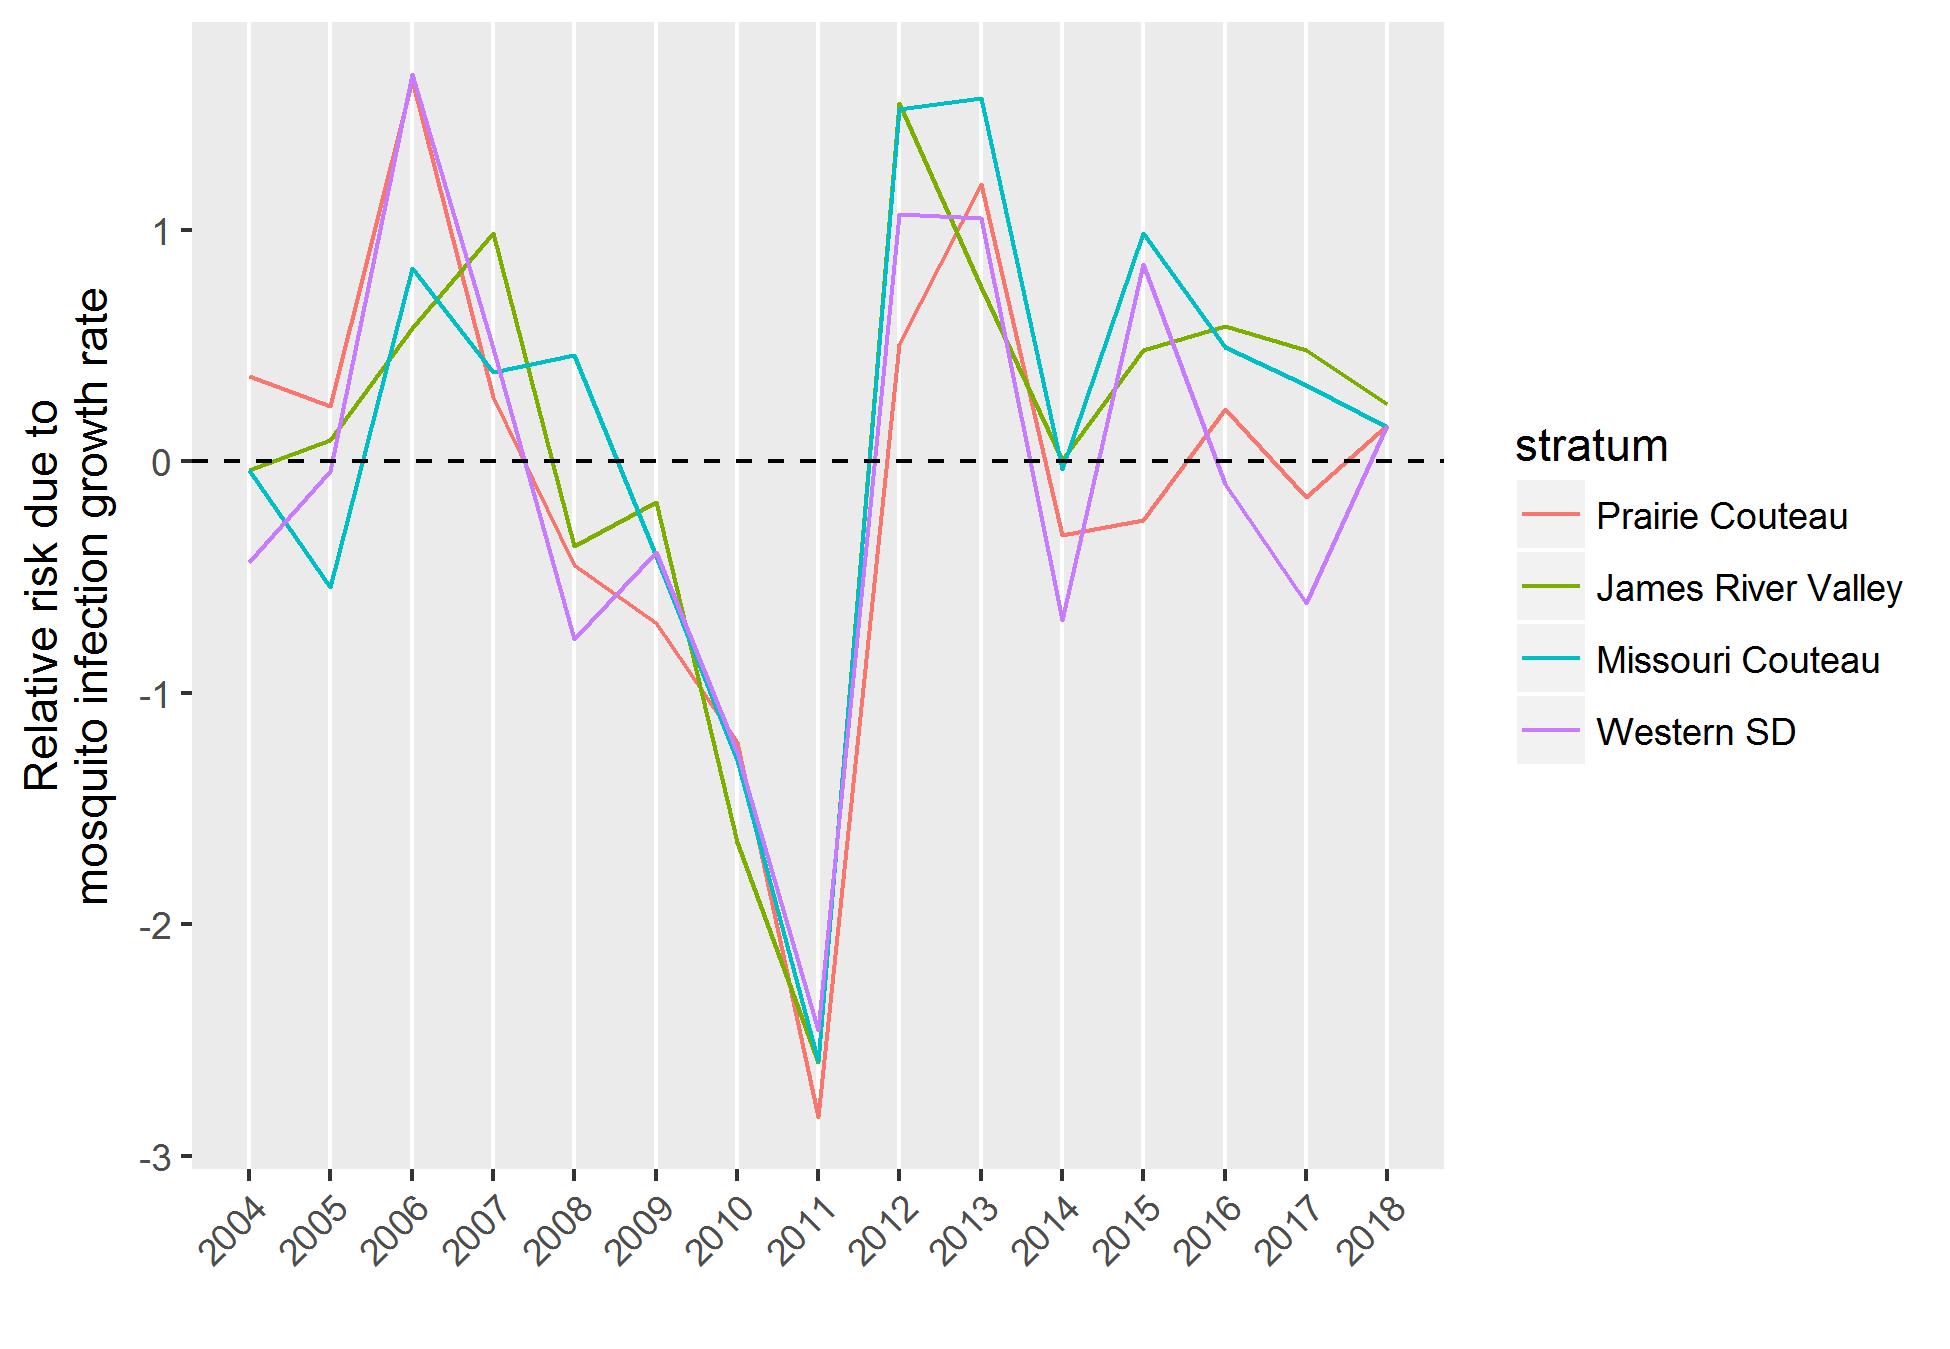 Relative risk due to
mosquito infection growth rate
1
0
-1
-2
-3
2004
2005
2006
2007
2008
2009
2010
2011
2012
2013
2014
2015
2016
2017
2018
stratum
Prairie Couteau
James River Valley
Missouri Couteau
Western SD